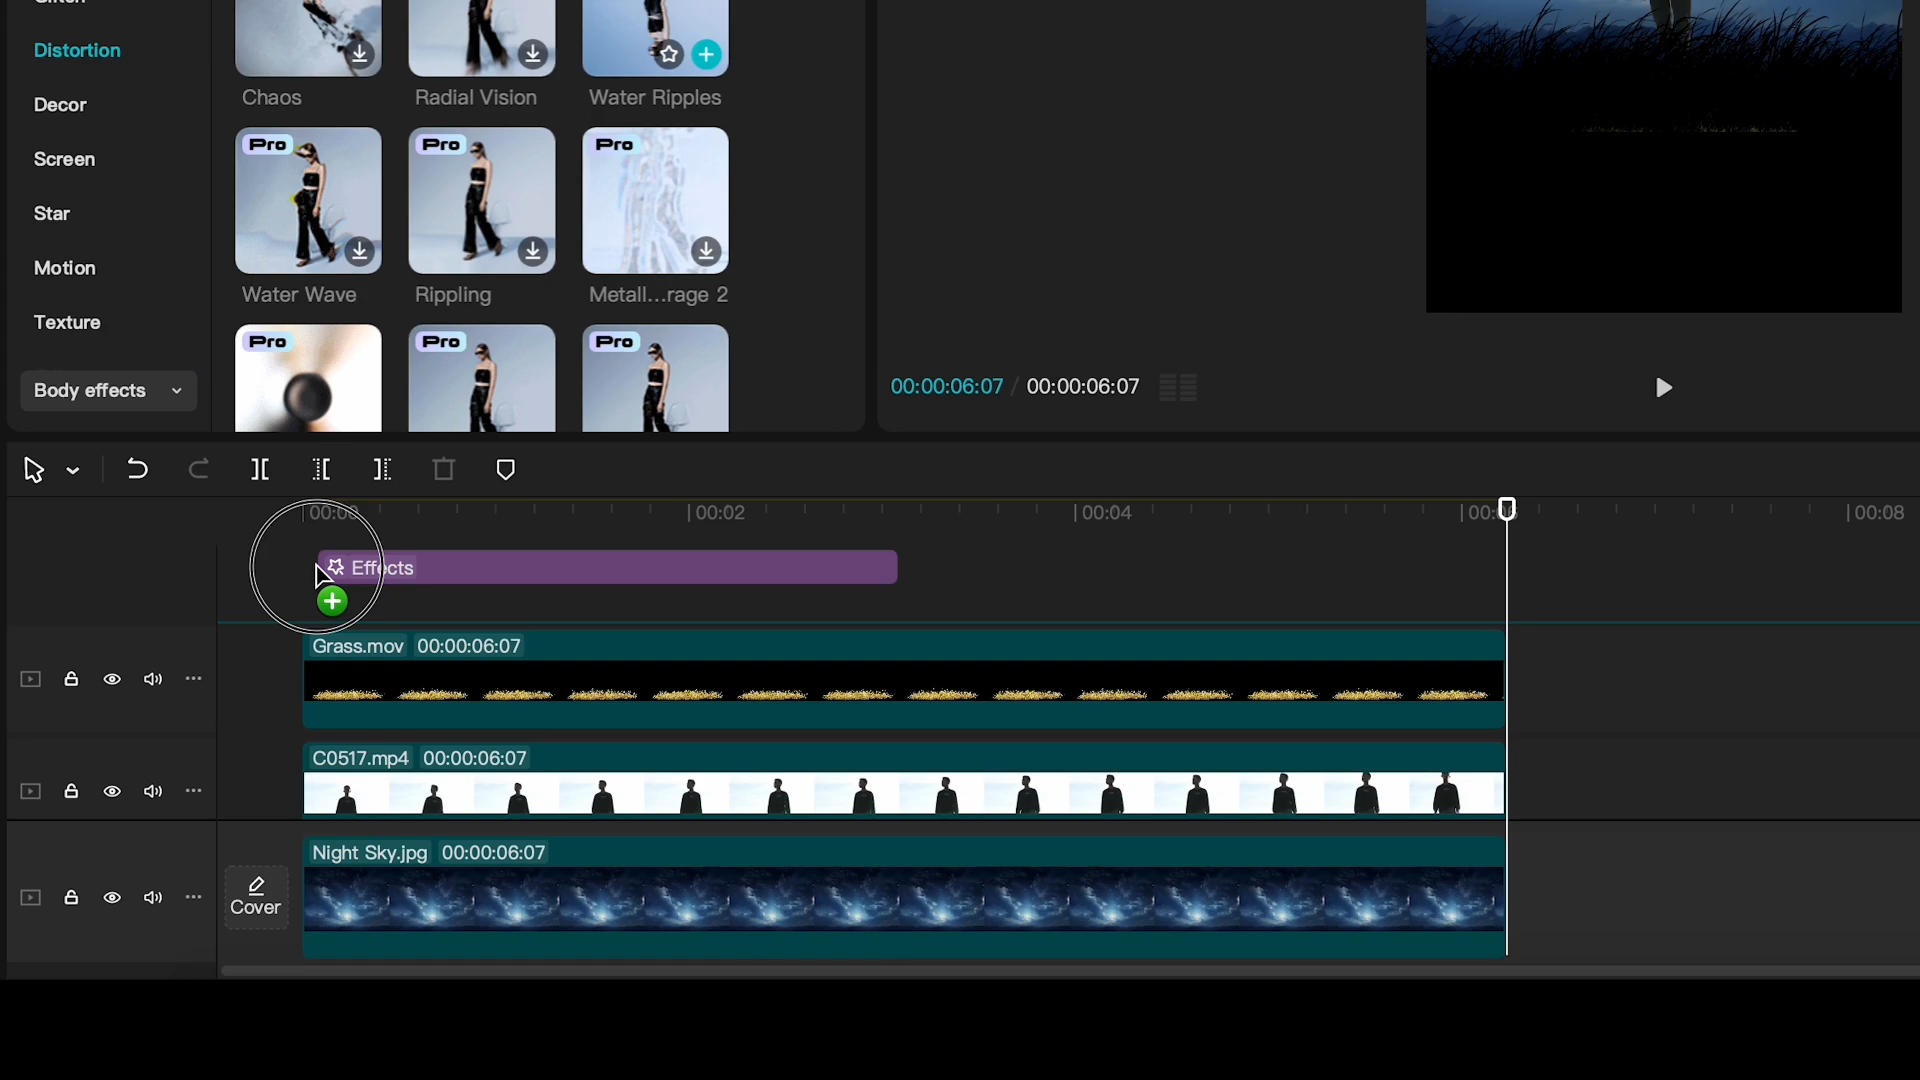 Distortion
Decor
Screen
Star
Motion
Texture
Body effects
Chaos
Radial Vision
Water Ripples
Pro
Pro
Pro
Water Wave
Rippling
Metall...rage 2
Pro
Pro
Pro
00:00:06:07 / 00:00:06:07
00:00
00:02
00:04
00:06
00:08
Effects
Grass.mov 00:00:06:07
C0517.mp4 00:00:06:07
Night Sky.jpg 00:00:06:07
Cover